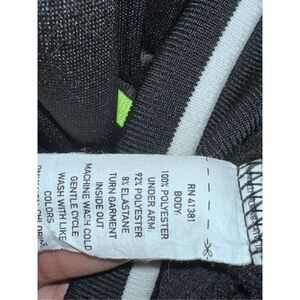 RN 41381
BODY:
100% POLYESTER
UNDER ARM:
92% POLYESTER
8% ELASTANE
TURN GARMENT
INSIDE OUT
MACHINE WASH COLD
GENTLE CYCLE
WASH WITH LIKE
COLORS